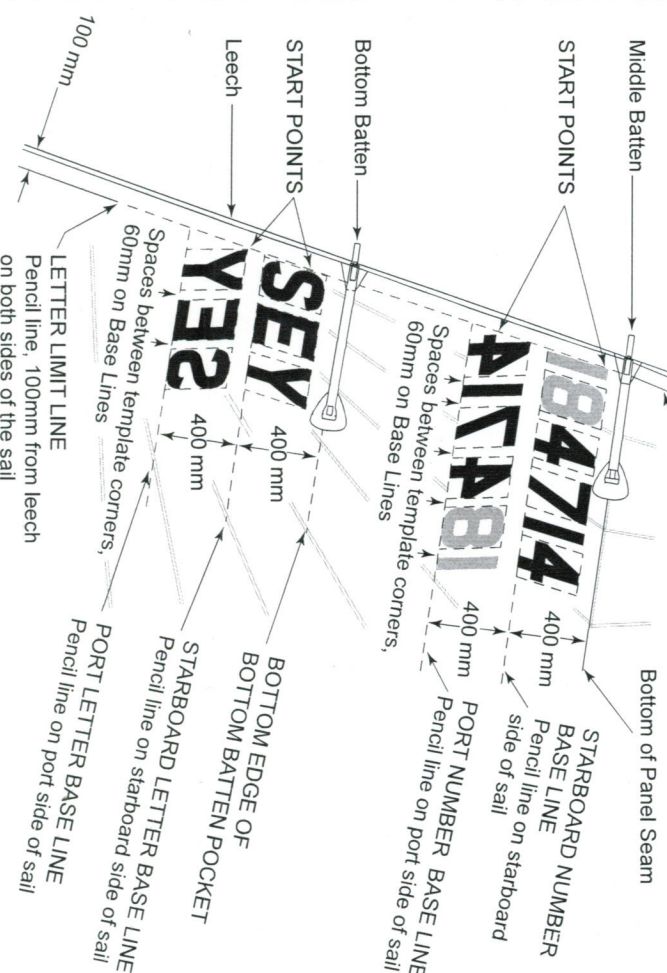 Middle Batten
START POINTS
Bottom Batten
START POINTS
Leech
100 mm
Bottom of Panel Seam
184714
400 mm
STARBOARD NUMBER
BASE LINE
Pencil line on starboard
side of sail
184714
400 mm
PORT NUMBER BASE LINE
Pencil line on port side of sail
Spaces between template corners,
60mm on Base Lines
SEY
400 mm
BOTTOM EDGE OF
BOTTOM BATTEN POCKET
SEY
400 mm
STARBOARD LETTER BASE LINE
Pencil line on starboard side of sail
Spaces between template corners,
60mm on Base Lines
PORT LETTER BASE LINE
Pencil line on port side of sail
LETTER LIMIT LINE
Pencil line, 100mm from leech
on both sides of the sail